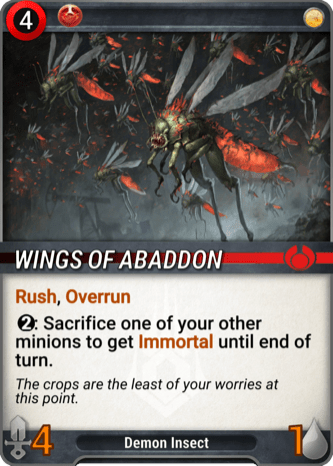 4
WINGS OF ABADDON
Rush, Overrun
2: Sacrifice one of your other
minions to get Immortal until end of
turn.
The crops are the least of your worries at
this point.
4
Demon Insect
1